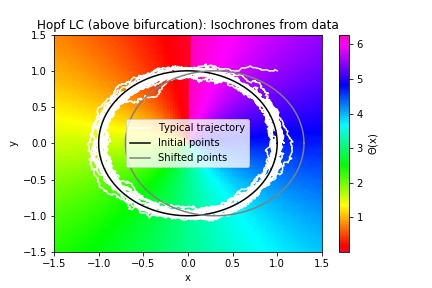 Hopf LC (above bifurcation): Isochrones from data
1.5
1.0
0.5
0.0
−0.5
−1.0
−1.5
y
−1.5 −1.0 −0.5 0.0 0.5 1.0 1.5
x
Typical trajectory
Initial points
Shifted points
6
5
4
3
2
1
Θ(x)